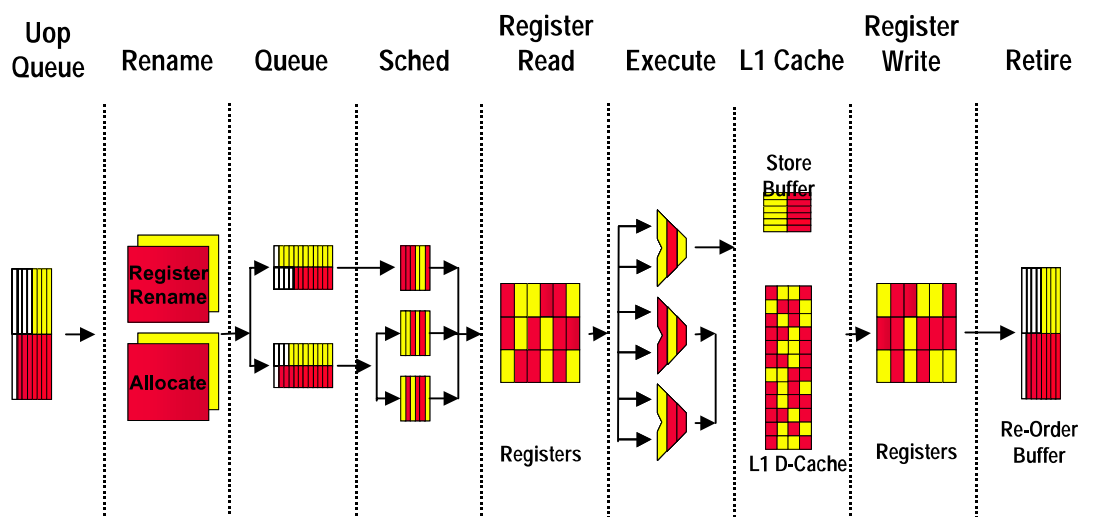 Uop
Queue
Rename
Queue
Sched
Register
Read
Execute
L1 Cache
Register
Write
Retire
Register
Rename
Allocate
Registers
Store
Buffer
L1 D-Cache
Registers
Re-Order
Buffer